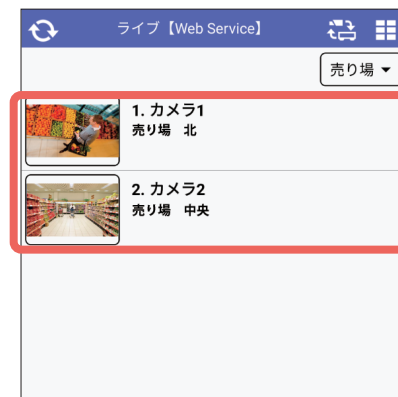 ライブ【Web Service】
売り場
1. カメラ1
売り場　北
2. カメラ2
売り場　中央